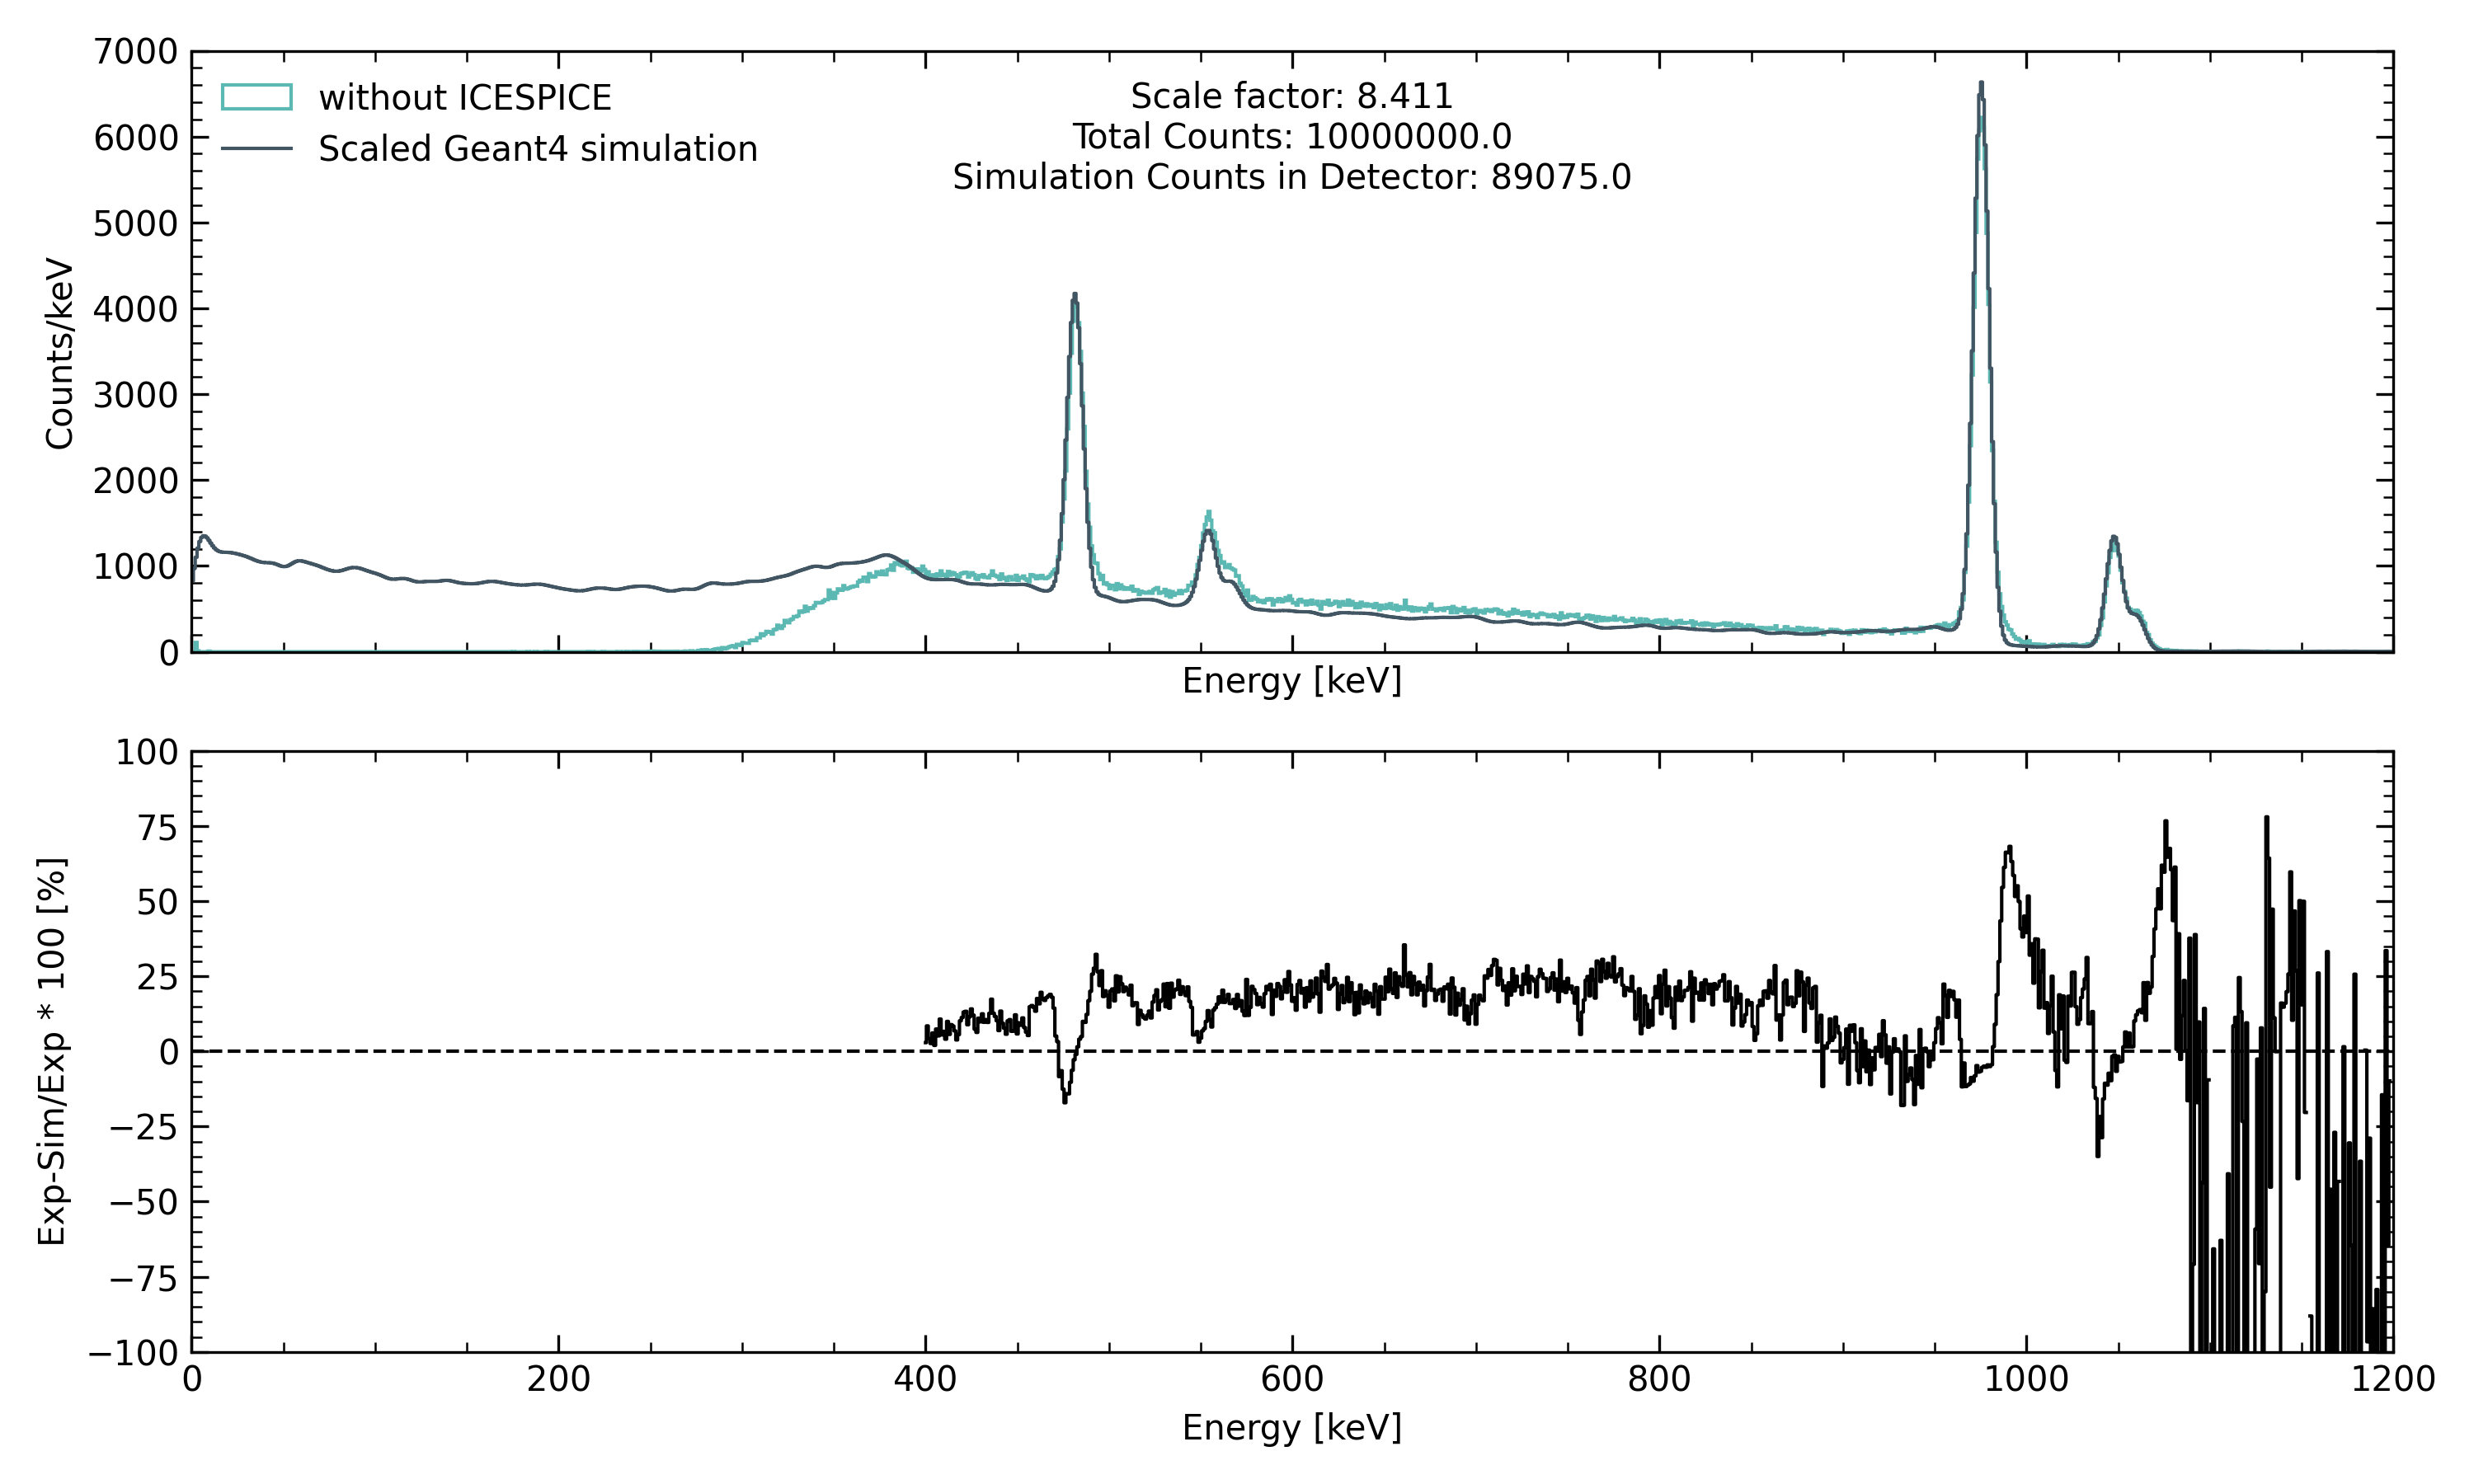 7000
6000
5000
4000
3000
2000
1000
0
Counts/keV
without ICESPICE
Scaled Geant4 simulation
Scale factor: 8.411
Total Counts: 10000000.0
Simulation Counts in Detector: 89075.0
Energy [keV]
100
75
50
25
0
−25
−50
−75
−100
Exp-Sim/Exp * 100 [%]
0 200 400 600 800 1000 1200
Energy [keV]